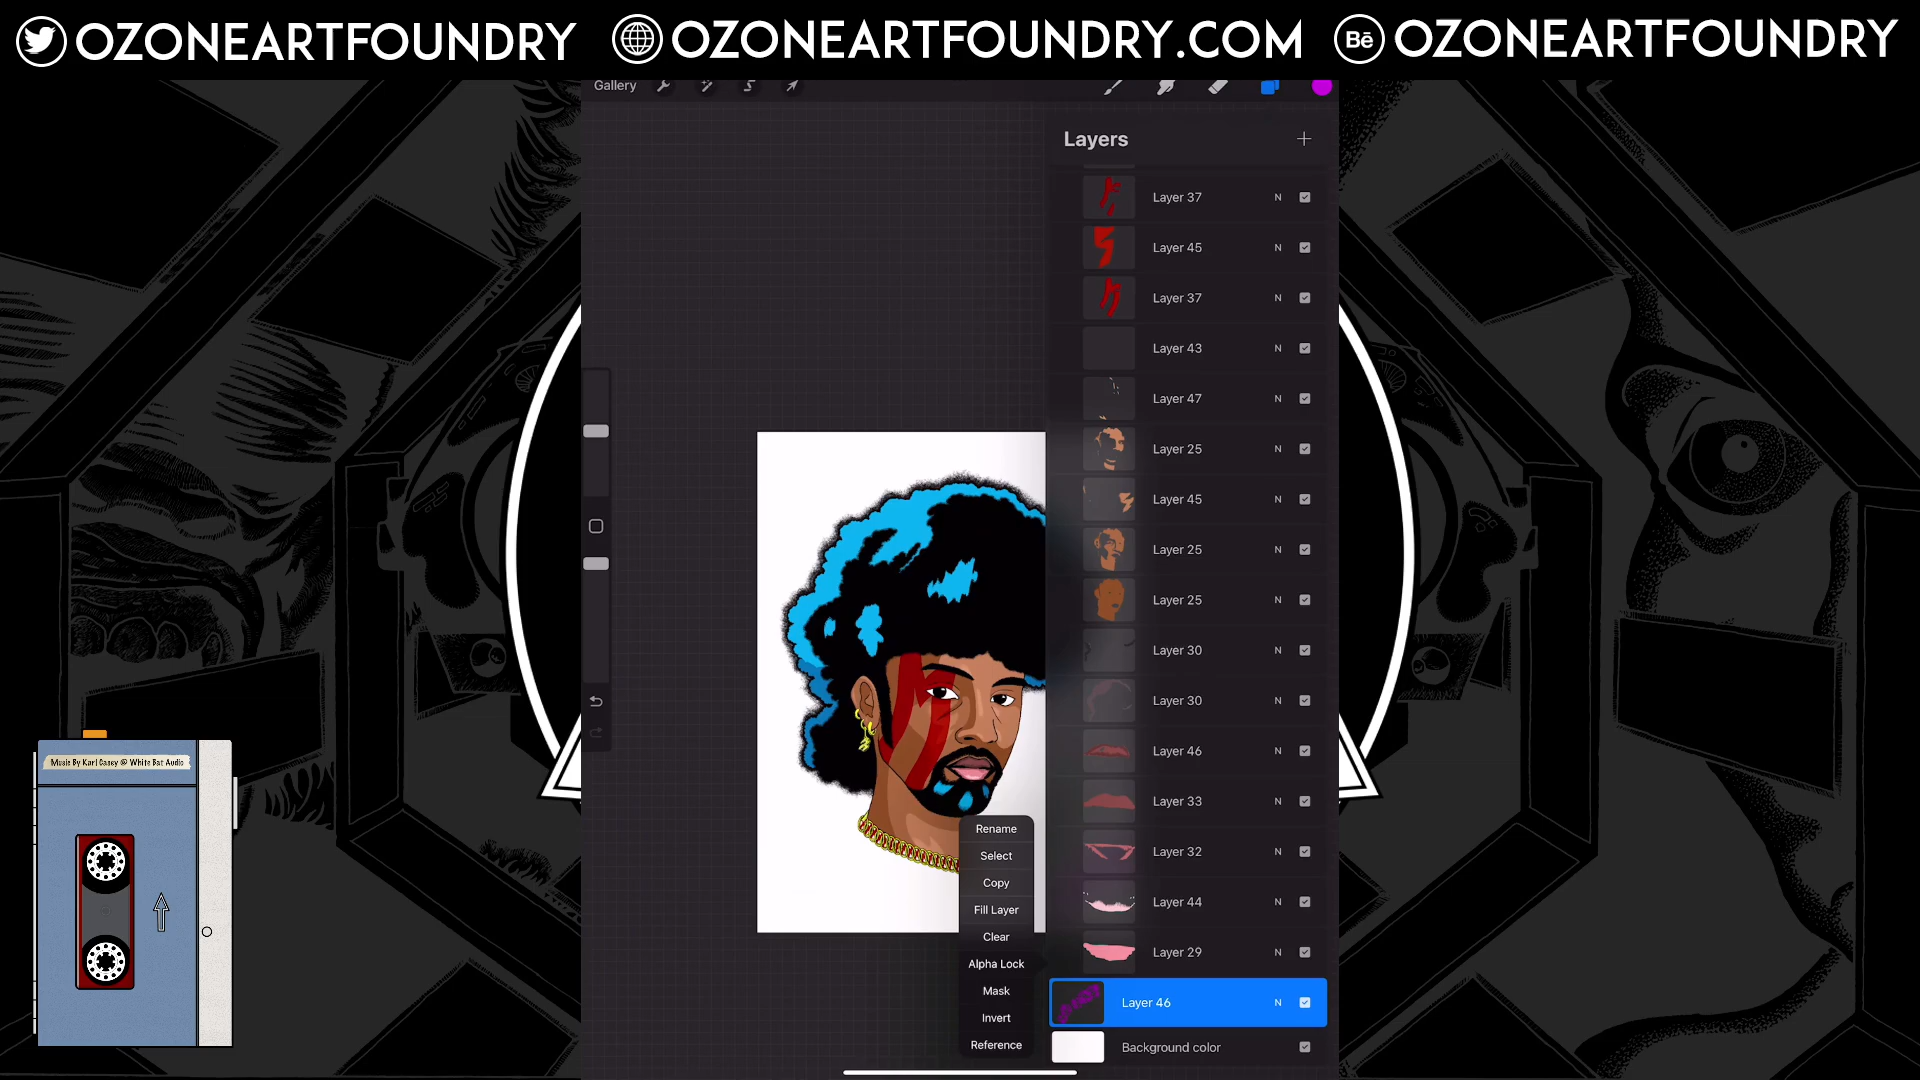 OZONEARTFOUNDRY
OZONEARTFOUNDRY.COM
Bē OZONEARTFOUNDRY
Gallery
Layers
Layer 37 N
Layer 45 N
Layer 37 N
Layer 43 N
Layer 47 N
Layer 25 N
Layer 45 N
Layer 25 N
Layer 25 N
Layer 30 N
Layer 30 N
Layer 46 N
Layer 33 N
Layer 32 N
Layer 44 N
Layer 29 N
Layer 46 N
Background color
Rename
Select
Copy
Fill Layer
Clear
Alpha Lock
Mask
Invert
Reference
Music By Karl Casey @ White Bat Audio